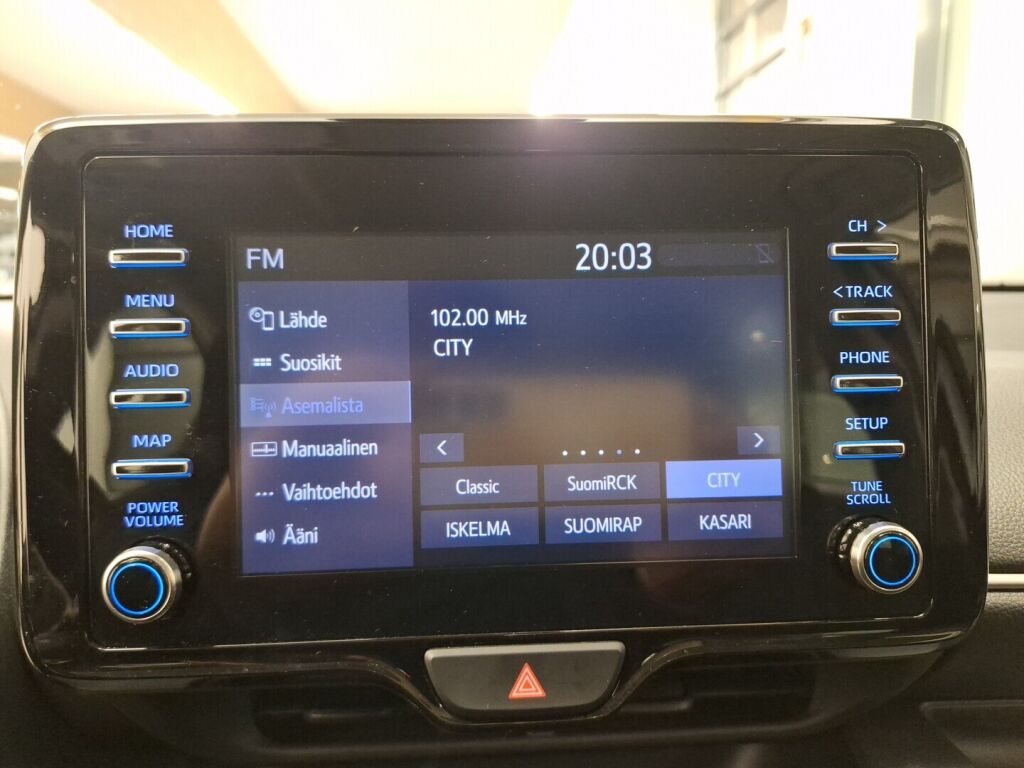 HOME
MENU
AUDIO
MAP
POWER
VOLUME
FM
20:03
Lähde
Suosikit
Asemalista
Manuaalinen
Vaihtoehdot
Ääni
102.00 MHz
CITY
<
>
Classic
SuomiRCK
CITY
ISKELMA
SUOMIRAP
KASARI
CH >
<TRACK
PHONE
SETUP
TUNE
SCROLL